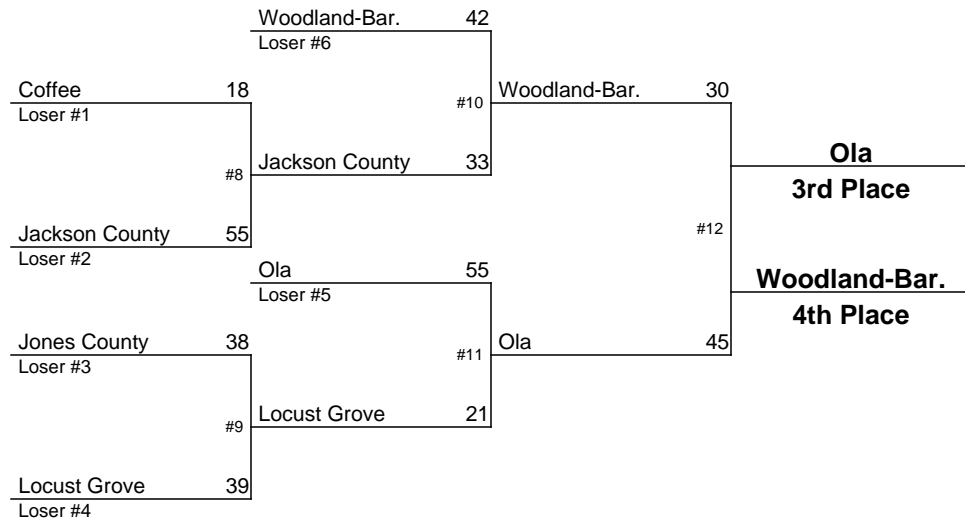 Woodland-Bar. 42
Loser #6
Coffee 18
#10
Woodland-Bar. 30
Loser #1
Ola
#8
Jackson County 33
3rd Place
Jackson County 55
#12
Loser #2
Ola 55
Woodland-Bar.
Loser #5
4th Place
Jones County 38
#11
Ola 45
Loser #3
#9
Locust Grove 21
Locust Grove 39
Loser #4